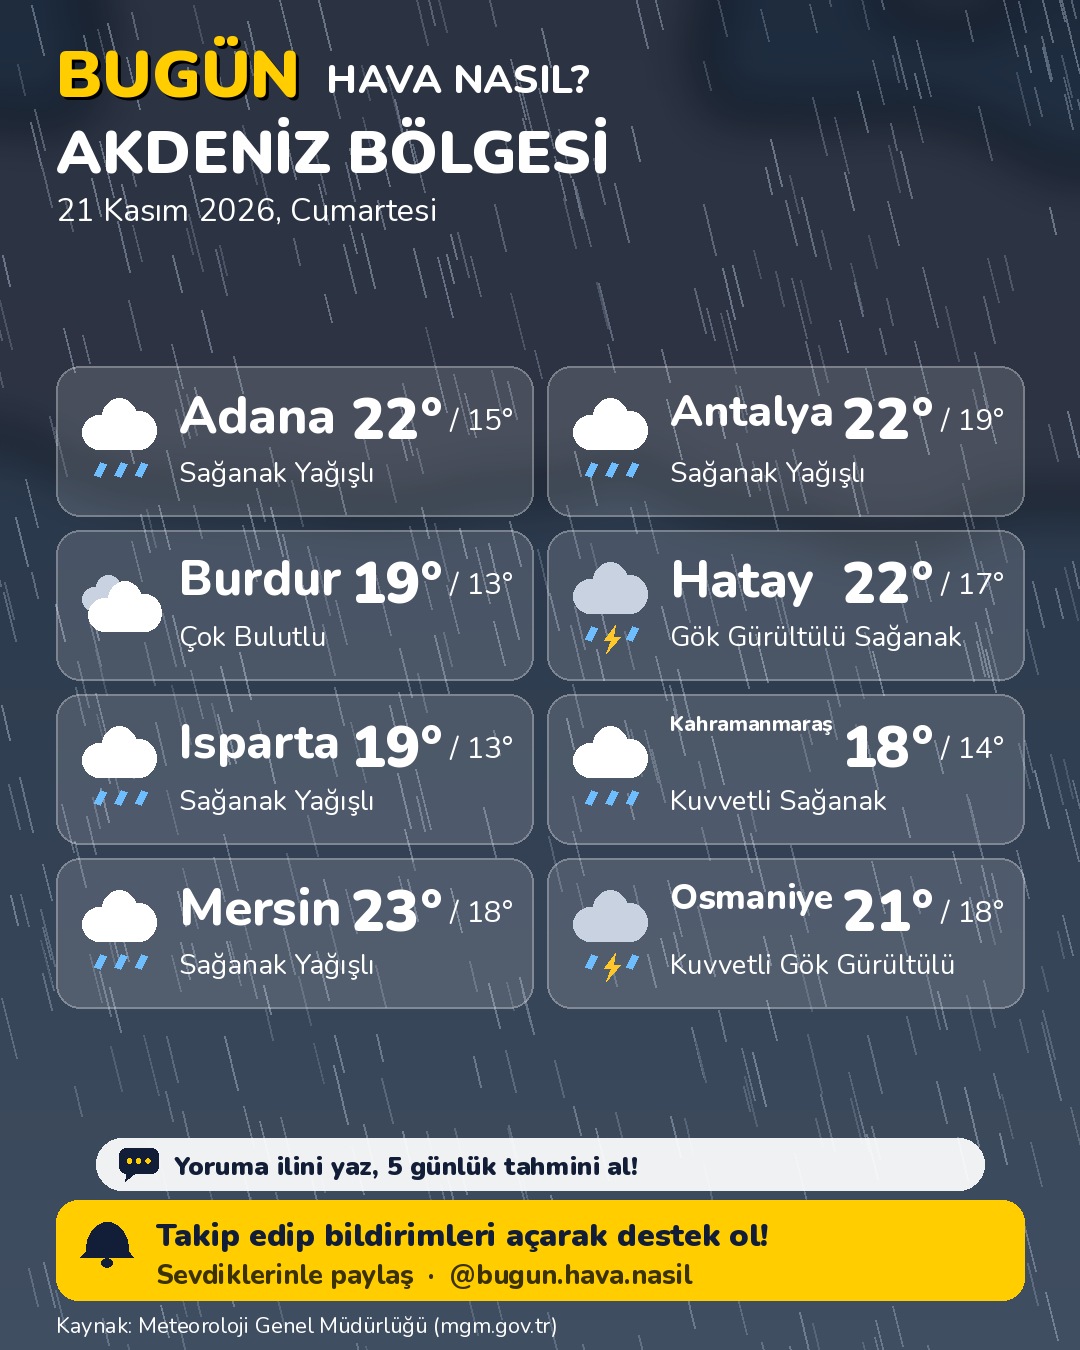 BUGÜN HAVA NASIL?
AKDENİZ BÖLGESİ
21 Kasım 2026, Cumartesi
Adana 22° / 15°
Sağanak Yağışlı
Antalya 22° / 19°
Sağanak Yağışlı
Burdur 19° / 13°
Çok Bulutlu
Hatay 22° / 17°
Gök Gürültülü Sağanak
Isparta 19° / 13°
Sağanak Yağışlı
Kahramanmaraş 18° / 14°
Kuvvetli Sağanak
Mersin 23° / 18°
Sağanak Yağışlı
Osmaniye 21° / 18°
Kuvvetli Gök Gürültülü
Yoruma ilini yaz, 5 günlük tahmini al!
Takip edip bildirimleri açarak destek ol!
Sevdiklerinle paylaş · @bugun.hava.nasil
Kaynak: Meteoroloji Genel Müdürlüğü (mgm.gov.tr)